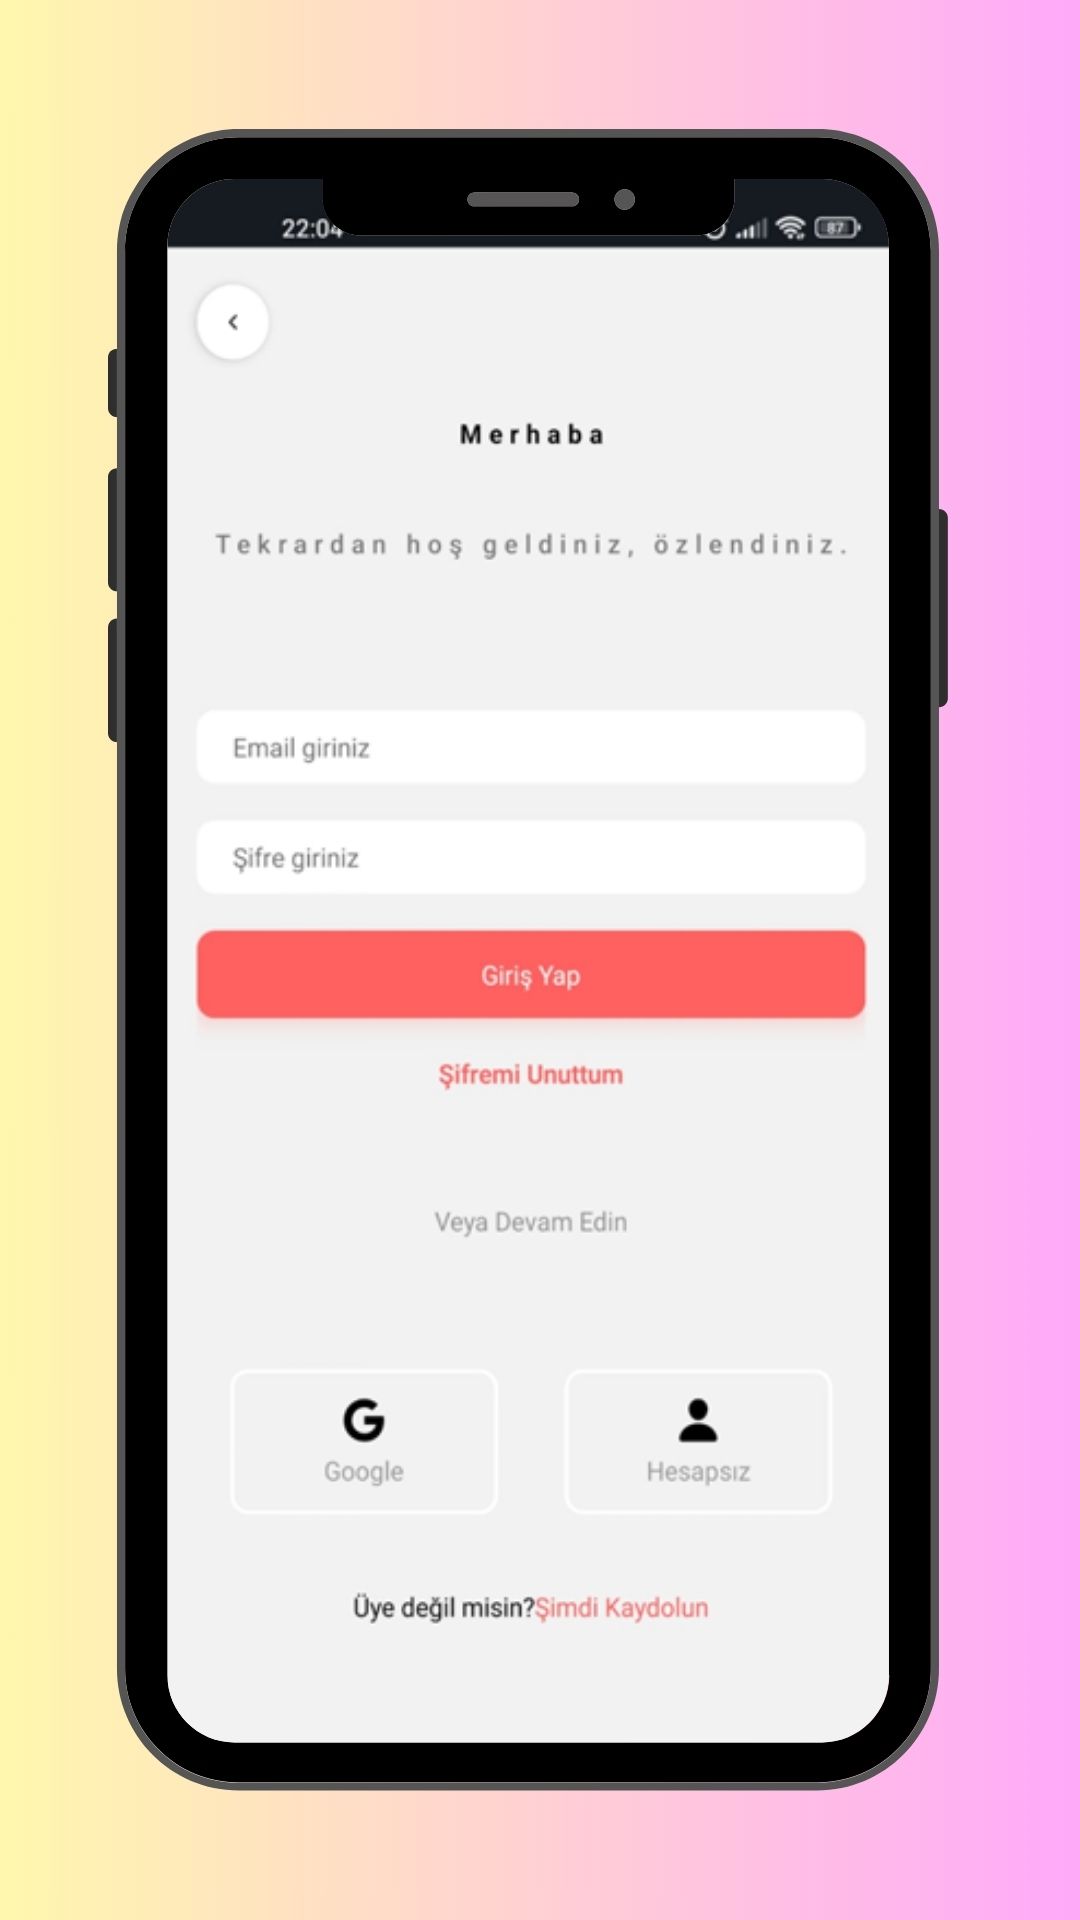 22:04
87
Merhaba
Tekrardan hoş geldiniz, özlendiniz.
Email giriniz
Şifre giriniz
Giriş Yap
Şifremi Unuttum
Veya Devam Edin
Google
Hesapsız
Üye değil misin?Şimdi Kaydolun